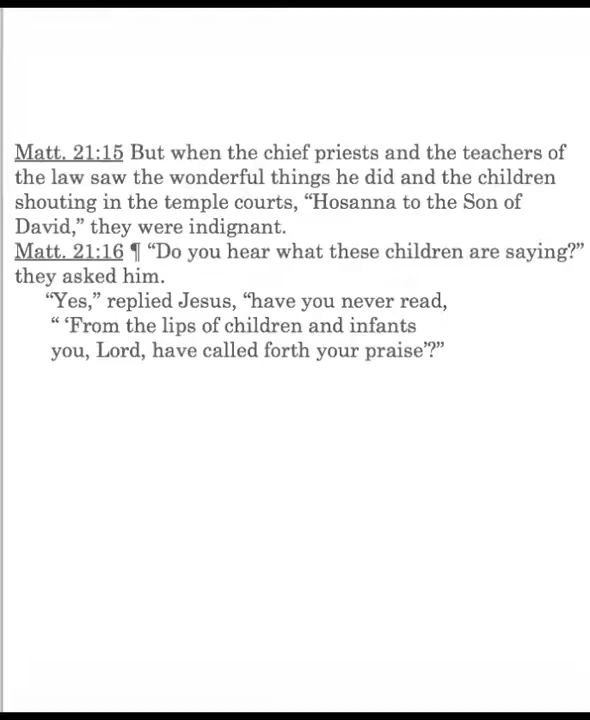 Matt. 21:15 But when the chief priests and the teachers of
the law saw the wonderful things he did and the children
shouting in the temple courts, “Hosanna to the Son of
David,” they were indignant.
Matt. 21:16 ¶ “Do you hear what these children are saying?”
they asked him.
“Yes,” replied Jesus, “have you never read,
“ ‘From the lips of children and infants
you, Lord, have called forth your praise’?”